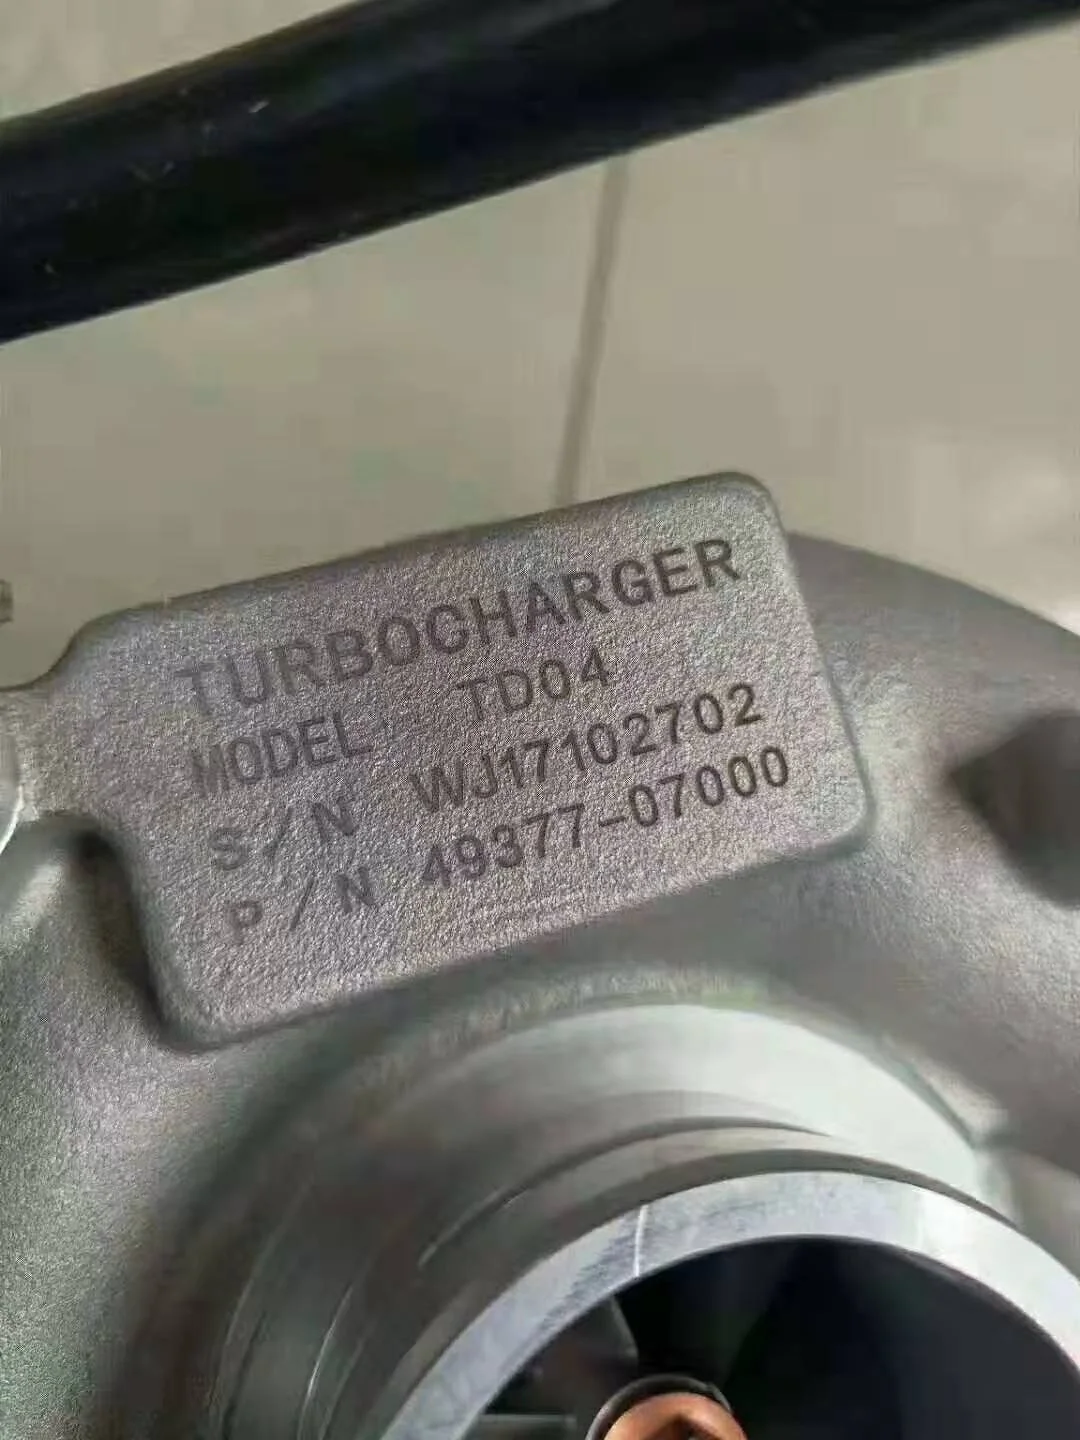 TURBOCHARGER
MODEL: TD04
S/N WJ17102702
P/N 49377-07000